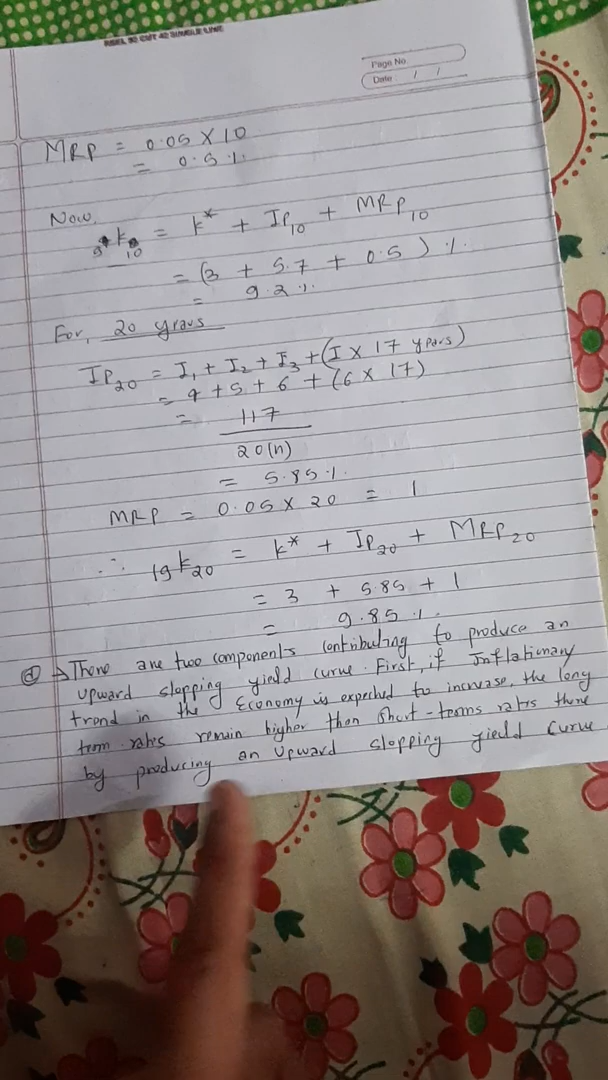 Page No.
Date: / /
MRP = 0.05 X 10
= 0.5 %.
Now,
k10 = k* + IP10 + MRP10
= (3 + 5.7 + 0.5) %.
= 9.2 %.
For, 20 years
IP20 = I1 + I2 + I3 + (I X 17 years)
= 4 + 5 + 6 + (6 X 17)
= 117
20(n)
= 5.85 %.
MRP = 0.05 X 20 = 1
∴ k20 = k* + IP20 + MRP20
= 3 + 5.85 + 1
= 9.85 %.
There are two components contributing to produce an
upward slopping yield curve. First, if Inflationary
trend in the Economy is expected to increase, the long
term rates remain higher than short-terms rates there
by producing an upward slopping yield curve